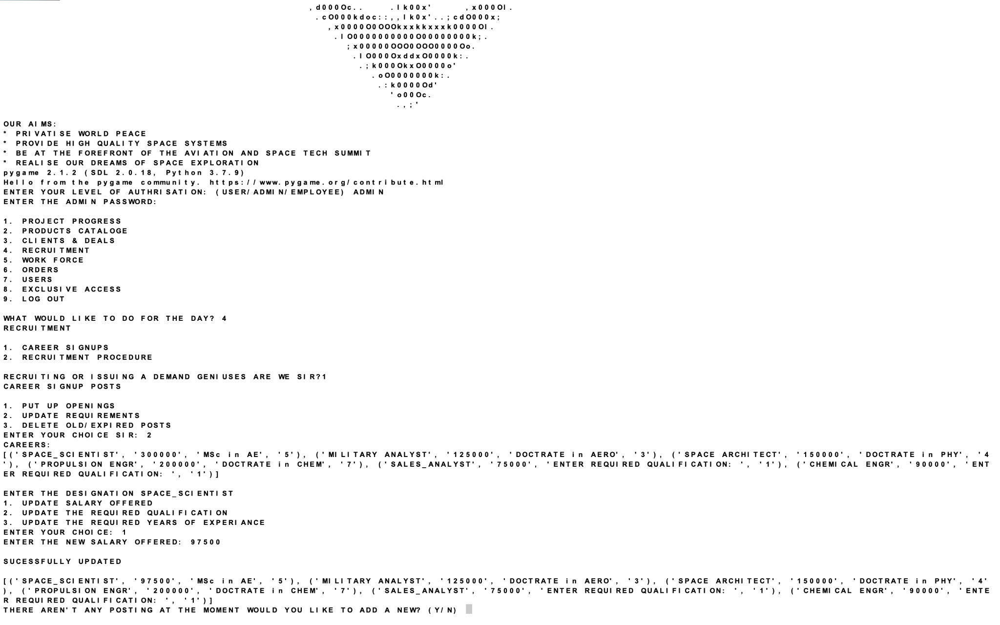 ,d000Oc..     .lk00x'      ,x000Ol.
.cO000kdoc::,,lk0x'..;cdO000x;
,x0000O0OOOkxxkkxxxk0000Ol.
.lO0000000000O00000000k;.
;x00000OOO0OOO0000Oo.
.lO000OxddxO0000k:.
.;k000OkxO0000o'
.oO0000000k:.
.:k0000Od'
'o00Oc.
.,;'
OUR AIMS:
* PRIVATISE WORLD PEACE
* PROVIDE HIGH QUALITY SPACE SYSTEMS
* BE AT THE FOREFRONT OF THE AVIATION AND SPACE TECH SUMMIT
* REALISE OUR DREAMS OF SPACE EXPLORATION
pygame 2.1.2 (SDL 2.0.18, Python 3.7.9)
Hello from the pygame community. https://www.pygame.org/contribute.html
ENTER YOUR LEVEL OF AUTHRISATION: (USER/ADMIN/EMPLOYEE) ADMIN
ENTER THE ADMIN PASSWORD:
1. PROJECT PROGRESS
2. PRODUCTS CATALOGE
3. CLIENTS & DEALS
4. RECRUITMENT
5. WORK FORCE
6. ORDERS
7. USERS
8. EXCLUSIVE ACCESS
9. LOG OUT
WHAT WOULD LIKE TO DO FOR THE DAY? 4
RECRUITMENT
1. CAREER SIGNUPS
2. RECRUITMENT PROCEDURE
RECRUITING OR ISSUING A DEMAND GENIUSES ARE WE SIR?1
CAREER SIGNUP POSTS
1. PUT UP OPENINGS
2. UPDATE REQUIREMENTS
3. DELETE OLD/EXPIRED POSTS
ENTER YOUR CHOICE SIR: 2
CAREERS:
[('SPACE_SCIENTIST', '300000', 'MSc in AE', '5'), ('MILITARY ANALYST', '125000', 'DOCTRATE in AERO', '3'), ('SPACE ARCHITECT', '150000', 'DOCTRATE in PHY', '4
'), ('PROPULSION ENGR', '200000', 'DOCTRATE in CHEM', '7'), ('SALES_ANALYST', '75000', 'ENTER REQUIRED QUALIFICATION: ', '1'), ('CHEMICAL ENGR', '90000', 'ENT
ER REQUIRED QUALIFICATION: ', '1')]
ENTER THE DESIGNATION SPACE_SCIENTIST
1. UPDATE SALARY OFFERED
2. UPDATE THE REQUIRED QUALIFICATION
3. UPDATE THE REQUIRED YEARS OF EXPERIANCE
ENTER YOUR CHOICE: 1
ENTER THE NEW SALARY OFFERED: 97500
SUCESSFULLY UPDATED
[('SPACE_SCIENTIST', '97500', 'MSc in AE', '5'), ('MILITARY ANALYST', '125000', 'DOCTRATE in AERO', '3'), ('SPACE ARCHITECT', '150000', 'DOCTRATE in PHY', '4'
), ('PROPULSION ENGR', '200000', 'DOCTRATE in CHEM', '7'), ('SALES_ANALYST', '75000', 'ENTER REQUIRED QUALIFICATION: ', '1'), ('CHEMICAL ENGR', '90000', 'ENTE
R REQUIRED QUALIFICATION: ', '1')]
THERE AREN'T ANY POSTING AT THE MOMENT WOULD YOU LIKE TO ADD A NEW? (Y/N)